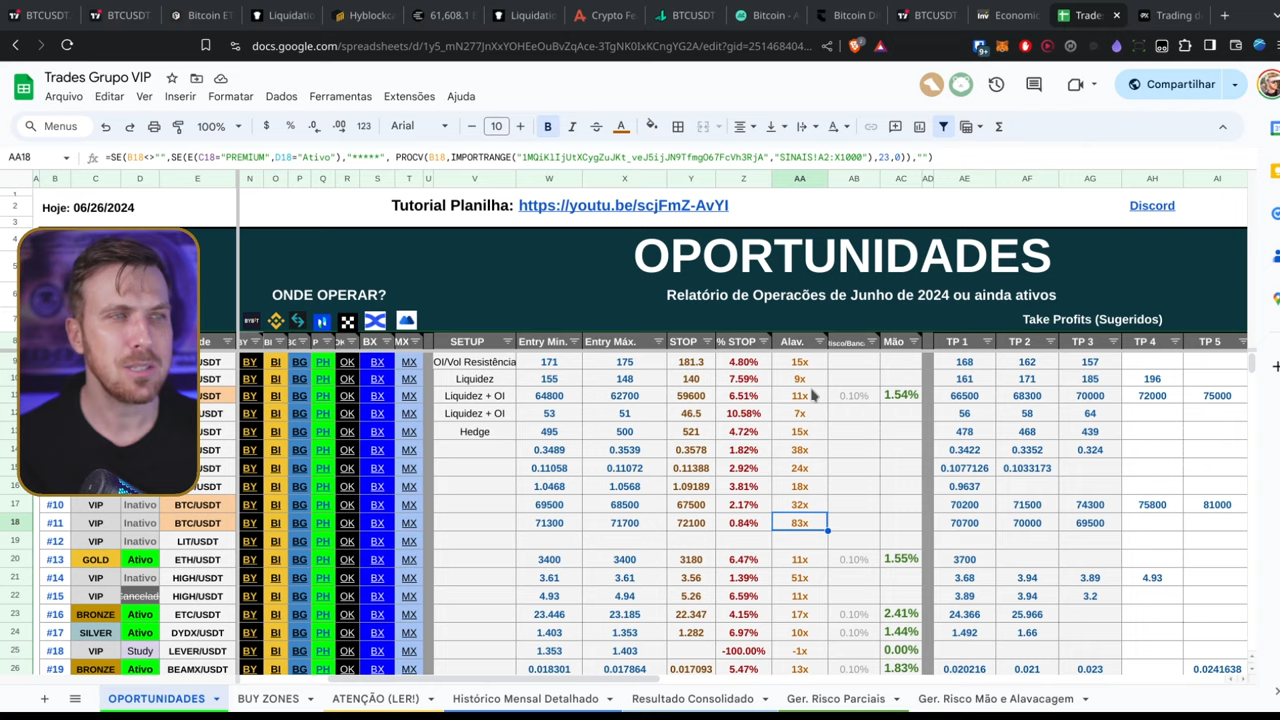 BTCUSDT BTCUSDT Bitcoin ET Liquidatio Hyblockca 61,608.1 E Liquidatio Crypto Fe BTCUSDT Bitcoin - A Bitcoin Di BTCUSDT Economic Trades Trading d
docs.google.com/spreadsheets/d/1y5_mN277JnXxYOHEeOuBvZqAce-3TgNK0IxKCngYG2A/edit?gid=251468404...
Trades Grupo VIP
Compartilhar
Arquivo Editar Ver Inserir Formatar Dados Ferramentas Extensões Ajuda
Menus 100% $ % .0 .00 123 Arial 10 B I A
AA18 fx =SE(B18<>"",SE(E(C18="PREMIUM",D18="Ativo"),"*****", PROCV(B18,IMPORTRANGE("1MQiKlIjUtXCygZuJKt_veJ5ijJN9TfmgO67FcVh3RjA","SINAIS!A2:X1000"),23,0)),"")
A B C D E N O P Q R S T U V W X Y Z AA AB AC AD AE AF AG AH AI
1
2 Hoje: 06/26/2024 Tutorial Planilha: https://youtu.be/scjFmZ-AvYI Discord
3
4 OPORTUNIDADES
5
6 ONDE OPERAR? Relatório de Operacões de Junho de 2024 ou ainda ativos
7 BYBIT Take Profits (Sugeridos)
8 SETUP Entry Min. Entry Máx. STOP % STOP Alav. Mão TP 1 TP 2 TP 3 TP 4 TP 5
9 USDT BY BI BG PH OK BX MX OI/Vol Resistência 171 175 181.3 4.80% 15x 168 162 157
USDT BY BI BG PH OK BX MX Liquidez 155 148 140 7.59% 9x 161 171 185 196
USDT BY BI BG PH OK BX MX Liquidez + OI 64800 62700 59600 6.51% 11x 0.10% 1.54% 66500 68300 70000 72000 75000
USDT BY BI BG PH OK BX MX Liquidez + OI 53 51 46.5 10.58% 7x 56 58 64
USDT BY BI BG PH OK BX MX Hedge 495 500 521 4.72% 15x 478 468 439
USDT BY BI BG PH OK BX MX 0.3489 0.3539 0.3578 1.82% 38x 0.3422 0.3352 0.324
USDT BY BI BG PH OK BX MX 0.11058 0.11072 0.11388 2.92% 24x 0.1077126 0.1033173
USDT BY BI BG PH OK BX MX 1.0468 1.0568 1.09189 3.81% 18x 0.9637
17 #10 VIP Inativo BTC/USDT BY BI BG PH OK BX MX 69500 68500 67500 2.17% 32x 70200 71500 74300 75800 81000
18 #11 VIP Inativo BTC/USDT BY BI BG PH OK BX MX 71300 71700 72100 0.84% 83x 70700 70000 69500
19 #12 VIP Inativo LIT/USDT BY BI BG PH OK BX MX
20 #13 GOLD Ativo ETH/USDT BY BI BG PH OK BX MX 3400 3400 3180 6.47% 11x 0.10% 1.55% 3700
21 #14 VIP Inativo HIGH/USDT BY BI BG PH OK BX MX 3.61 3.61 3.56 1.39% 51x 3.68 3.94 3.89 4.93
22 #15 VIP Cancelad HIGH/USDT BY BI BG PH OK BX MX 4.93 4.94 5.26 6.59% 11x 3.89 3.94 3.2
23 #16 BRONZE Ativo ETC/USDT BY BI BG PH OK BX MX 23.446 23.185 22.347 4.15% 17x 0.10% 2.41% 24.366 25.966
24 #17 SILVER Ativo DYDX/USDT BY BI BG PH OK BX MX 1.403 1.353 1.282 6.97% 10x 0.10% 1.44% 1.492 1.66
25 #18 VIP Study LEVER/USDT BY BI BG PH OK BX MX 1.353 1.403 -100.00% -1x 0.00%
26 #19 BRONZE Ativo BEAMX/USDT BY BI BG PH OK BX MX 0.018301 0.017864 0.017093 5.47% 13x 0.10% 1.83% 0.020216 0.021 0.023 0.0241638
OPORTUNIDADES BUY ZONES ATENÇÃO (LER!) Histórico Mensal Detalhado Resultado Consolidado Ger. Risco Parciais Ger. Risco Mão e Alavacagem